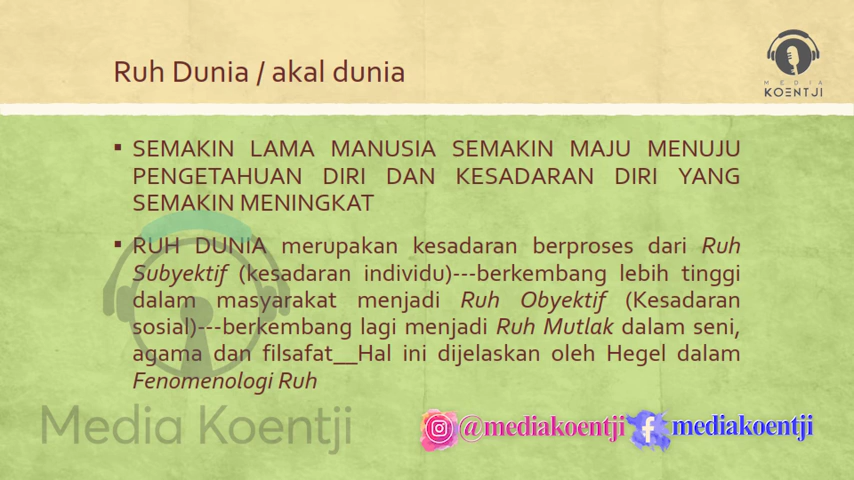 Ruh Dunia / akal dunia
MEDIA
KOENTJI
▪ SEMAKIN LAMA MANUSIA SEMAKIN MAJU MENUJU
PENGETAHUAN DIRI DAN KESADARAN DIRI YANG
SEMAKIN MENINGKAT
▪ RUH DUNIA merupakan kesadaran berproses dari Ruh
Subyektif (kesadaran individu)---berkembang lebih tinggi
dalam masyarakat menjadi Ruh Obyektif (Kesadaran
sosial)---berkembang lagi menjadi Ruh Mutlak dalam seni,
agama dan filsafat__Hal ini dijelaskan oleh Hegel dalam
Fenomenologi Ruh
Media Koentji
@mediakoentji
mediakoentji